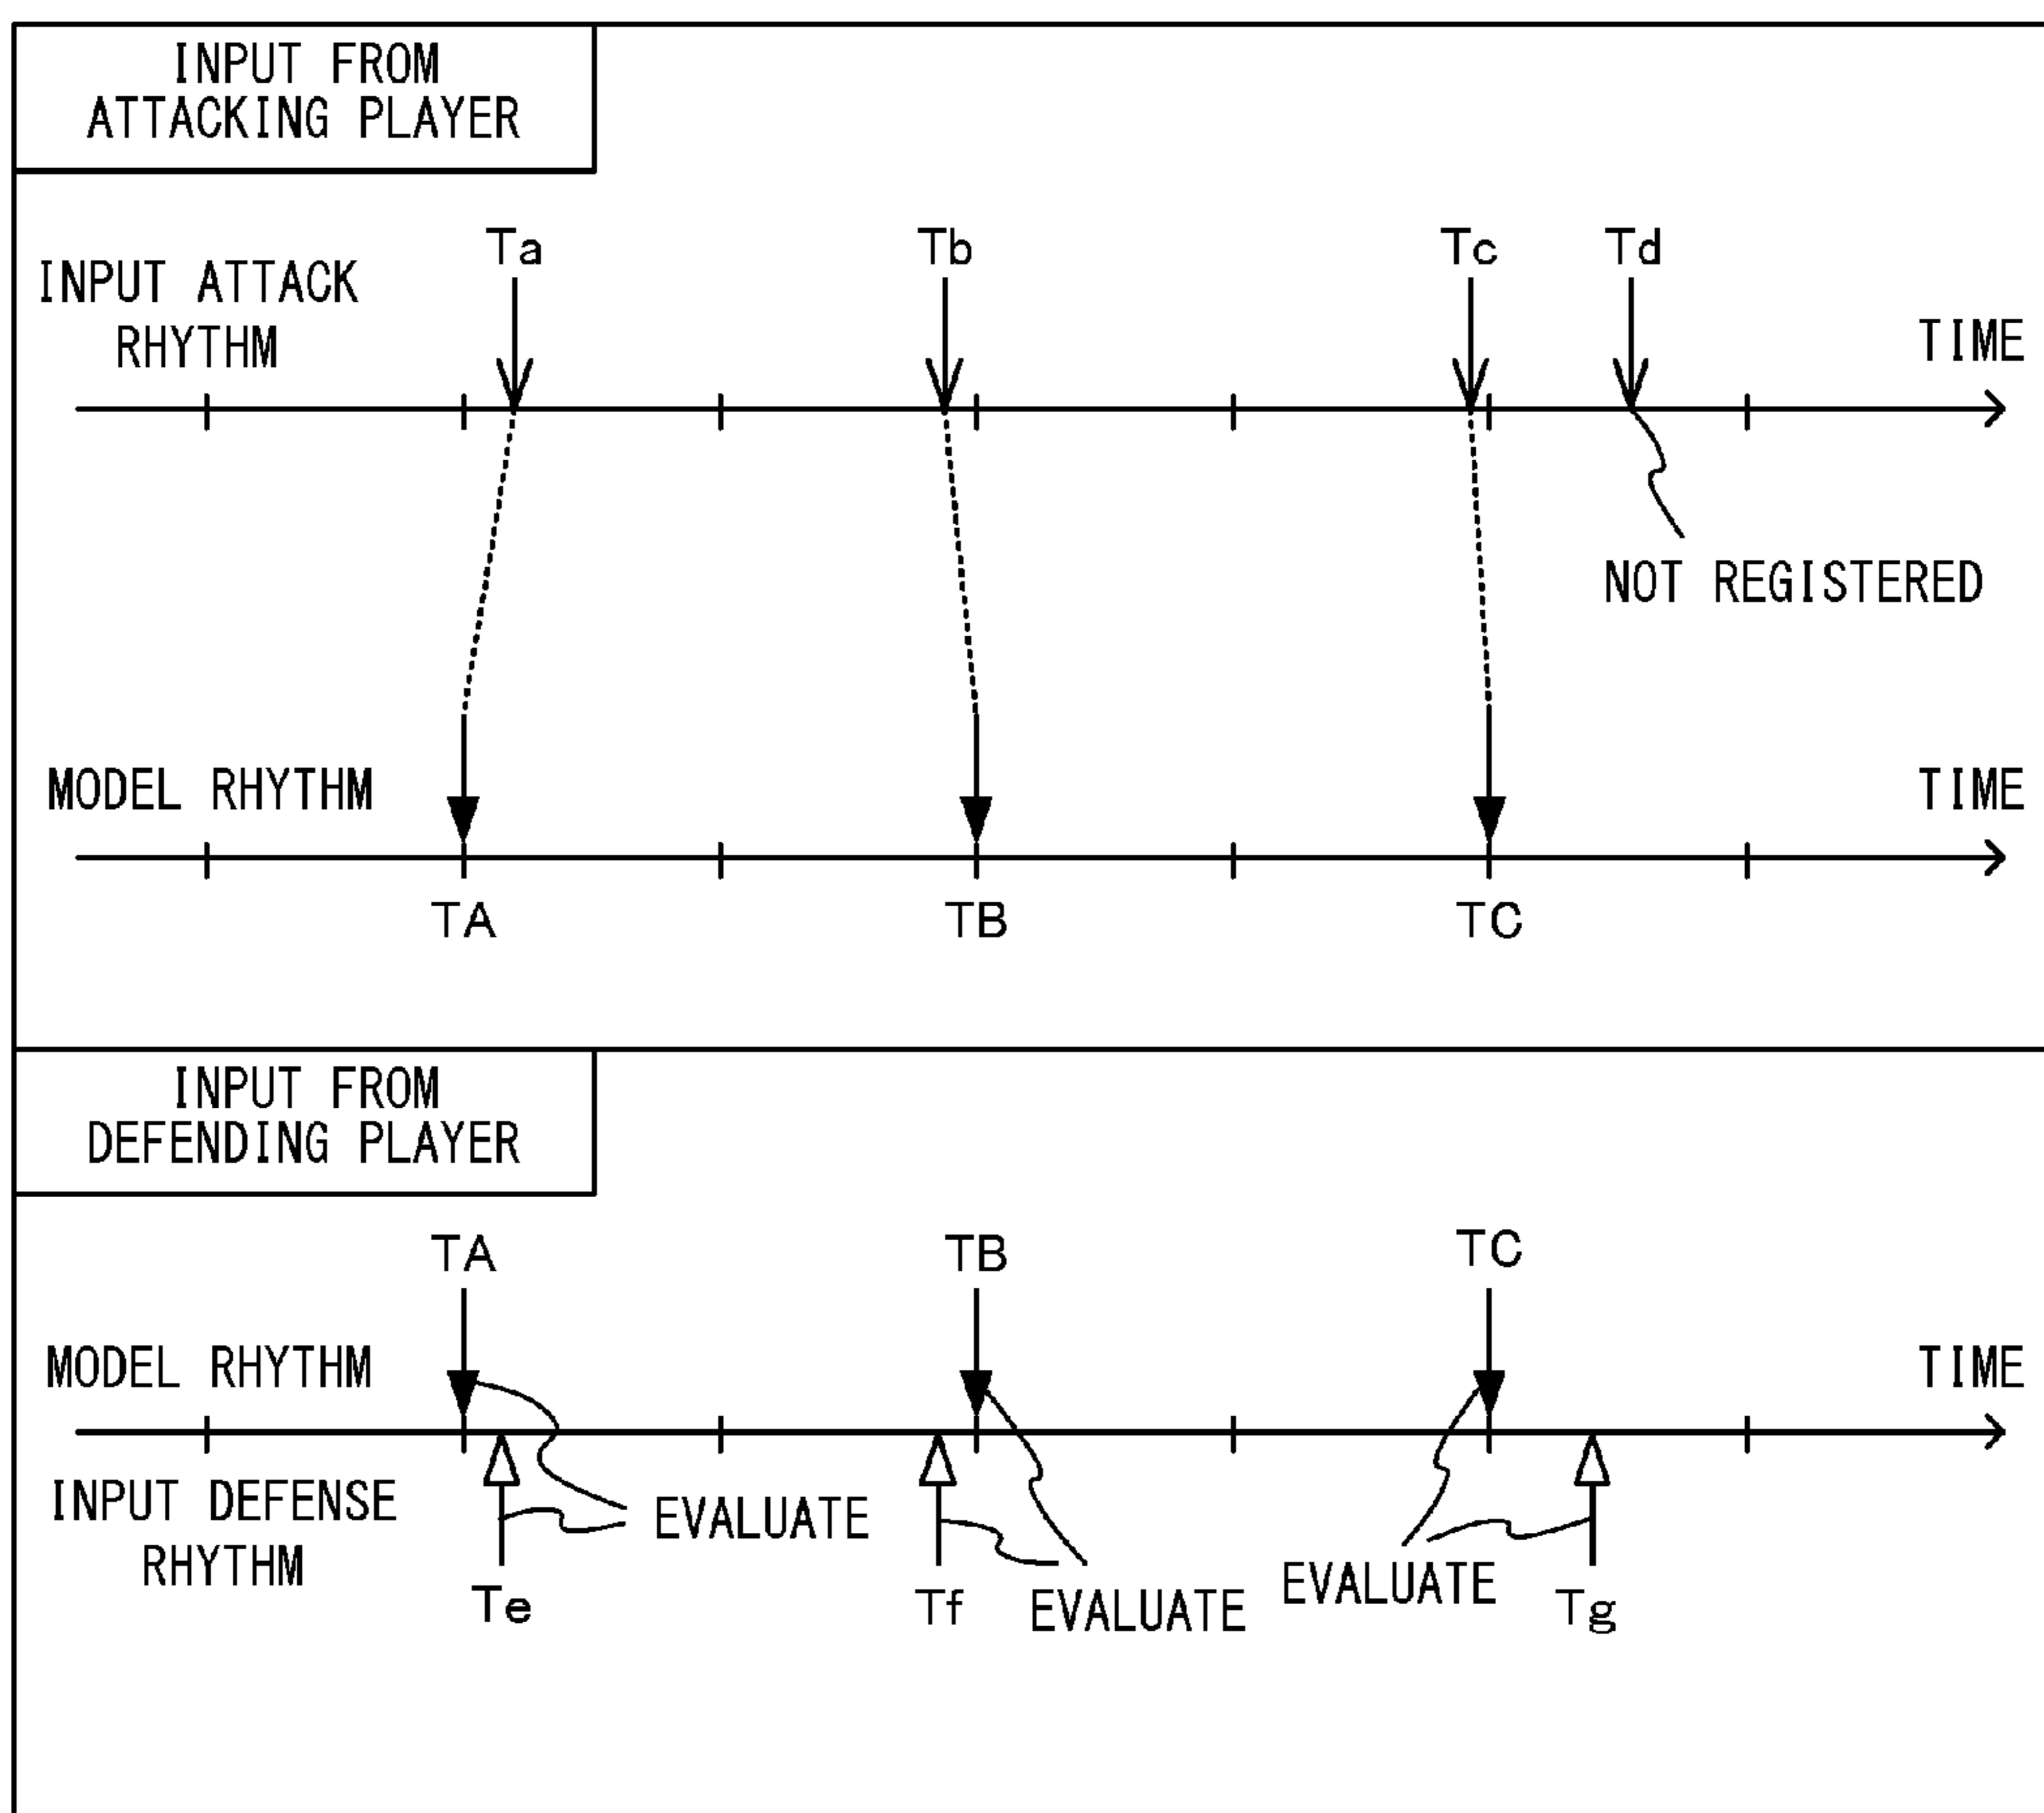 INPUT FROM
ATTACKING PLAYER
Ta Tb Tc Td
INPUT ATTACK
RHYTHM
TIME
NOT REGISTERED
MODEL RHYTHM
TIME
TA TB TC
INPUT FROM
DEFENDING PLAYER
TA TB TC
MODEL RHYTHM
TIME
INPUT DEFENSE
RHYTHM
EVALUATE
EVALUATE
EVALUATE
Te Tf Tg